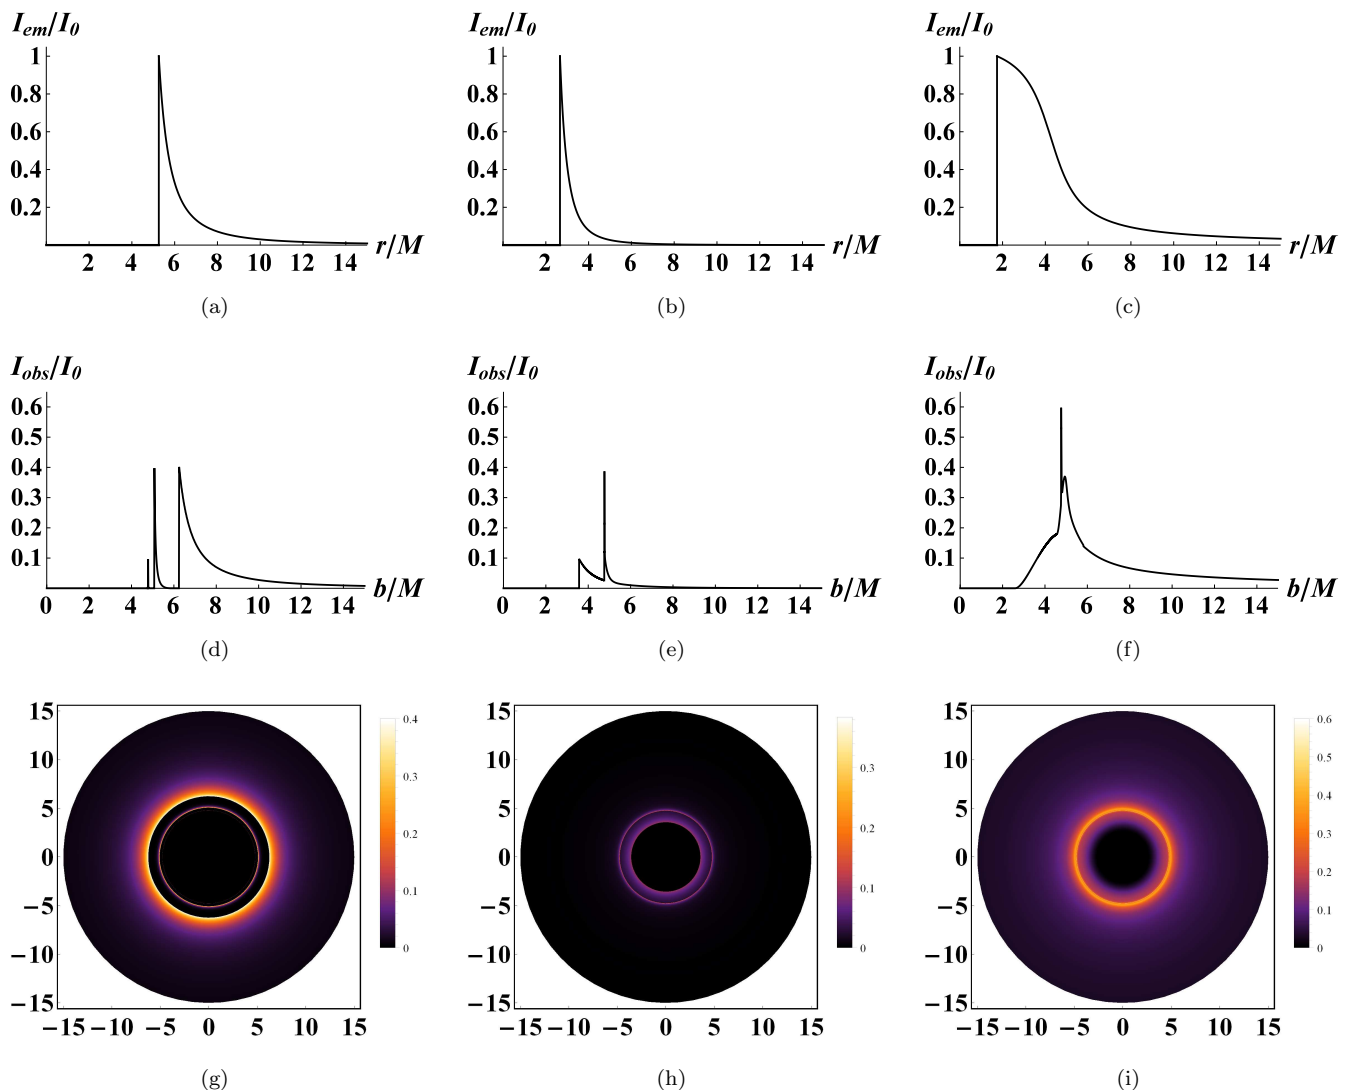 I_em/I_0 I_em/I_0 I_em/I_0
1 1 1
0.8 0.8 0.8
0.6 0.6 0.6
0.4 0.4 0.4
0.2 0.2 0.2
2 4 6 8 10 12 14 r/M 2 4 6 8 10 12 14 r/M 2 4 6 8 10 12 14 r/M
(a) (b) (c)
I_obs/I_0 I_obs/I_0 I_obs/I_0
0.6 0.6 0.6
0.5 0.5 0.5
0.4 0.4 0.4
0.3 0.3 0.3
0.2 0.2 0.2
0.1 0.1 0.1
0 2 4 6 8 10 12 14 b/M 0 2 4 6 8 10 12 14 b/M 0 2 4 6 8 10 12 14 b/M
(d) (e) (f)
15 0.4 15 15 0.6
10 10 10 0.5
5 0.3 5 0.3 5 0.4
0 0.2 0 0.2 0 0.3
−5 0.1 −5 0.1 −5 0.2
−10 −10 −10 0.1
0 0 0
−15 −15 −15
−15 −10 −5 0 5 10 15 −15 −10 −5 0 5 10 15 −15 −10 −5 0 5 10 15
(g) (h) (i)